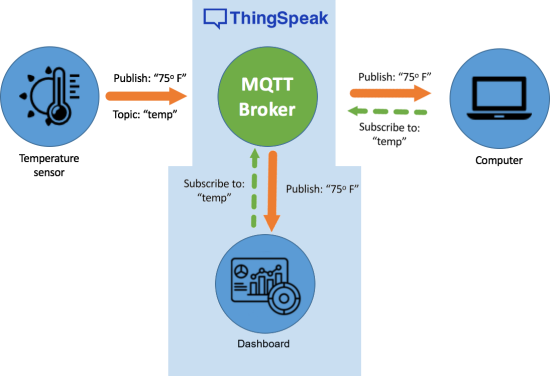 ThingSpeak
Publish: “75º F”
Topic: “temp”
Temperature
sensor
MQTT
Broker
Publish: “75º F”
Subscribe to:
“temp”
Computer
Subscribe to:
“temp”
Publish: “75º F”
Dashboard